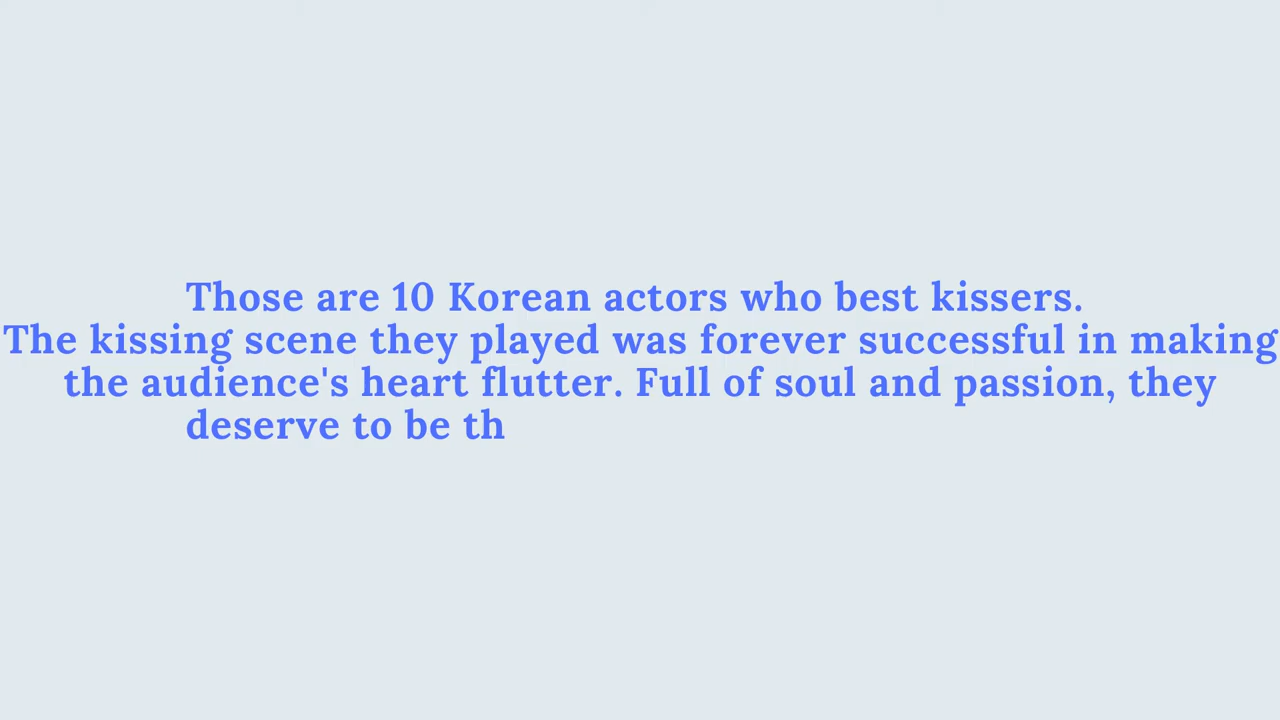 Those are 10 Korean actors who best kissers.
The kissing scene they played was forever successful in making
the audience's heart flutter. Full of soul and passion, they
deserve to be th